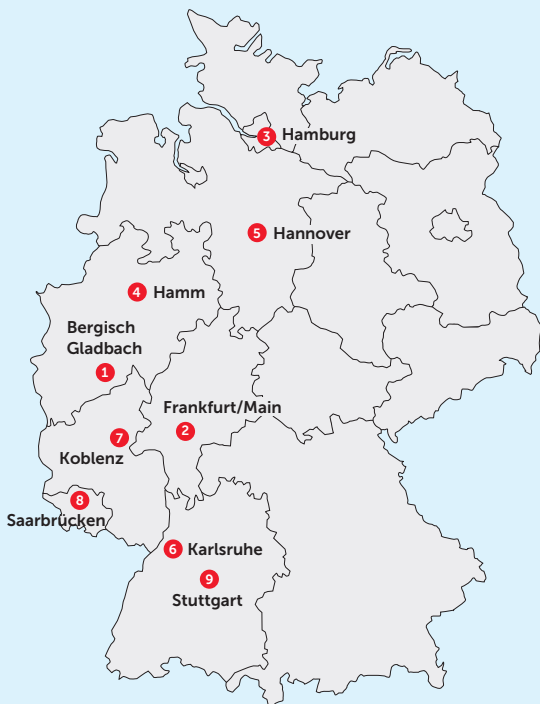 3 Hamburg
5 Hannover
4 Hamm
Bergisch
Gladbach
1
Frankfurt/Main
2
7
Koblenz
8
Saarbrücken
6 Karlsruhe
9
Stuttgart